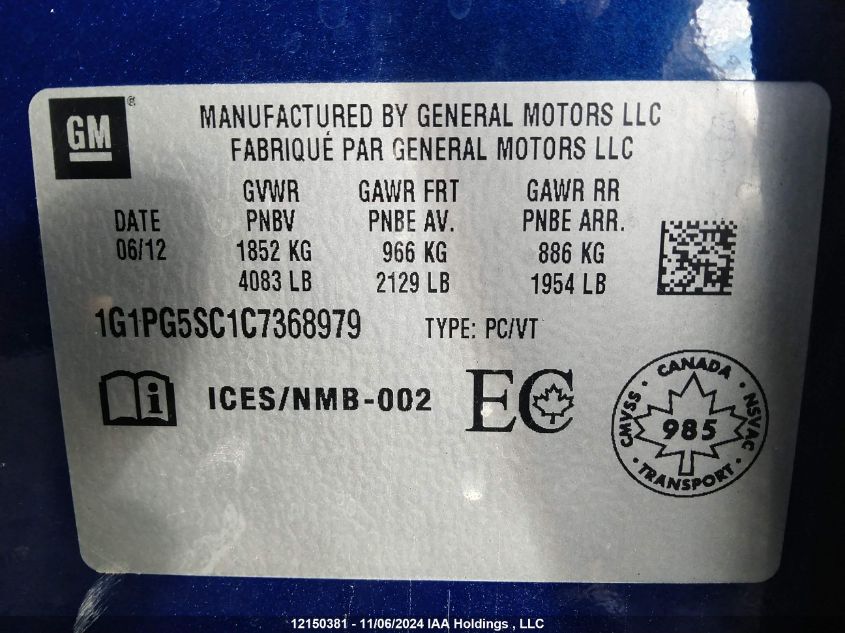 GM®
MANUFACTURED BY GENERAL MOTORS LLC
FABRIQUÉ PAR GENERAL MOTORS LLC
GVWR GAWR FRT GAWR RR
DATE PNBV PNBE AV. PNBE ARR.
06/12 1852 KG 966 KG 886 KG
4083 LB 2129 LB 1954 LB
1G1PG5SC1C7368979 TYPE: PC/VT
i ICES/NMB-002 EC
CANADA
CMVSS 985 NSVAC
TRANSPORT
12150381 - 11/06/2024 IAA Holdings , LLC